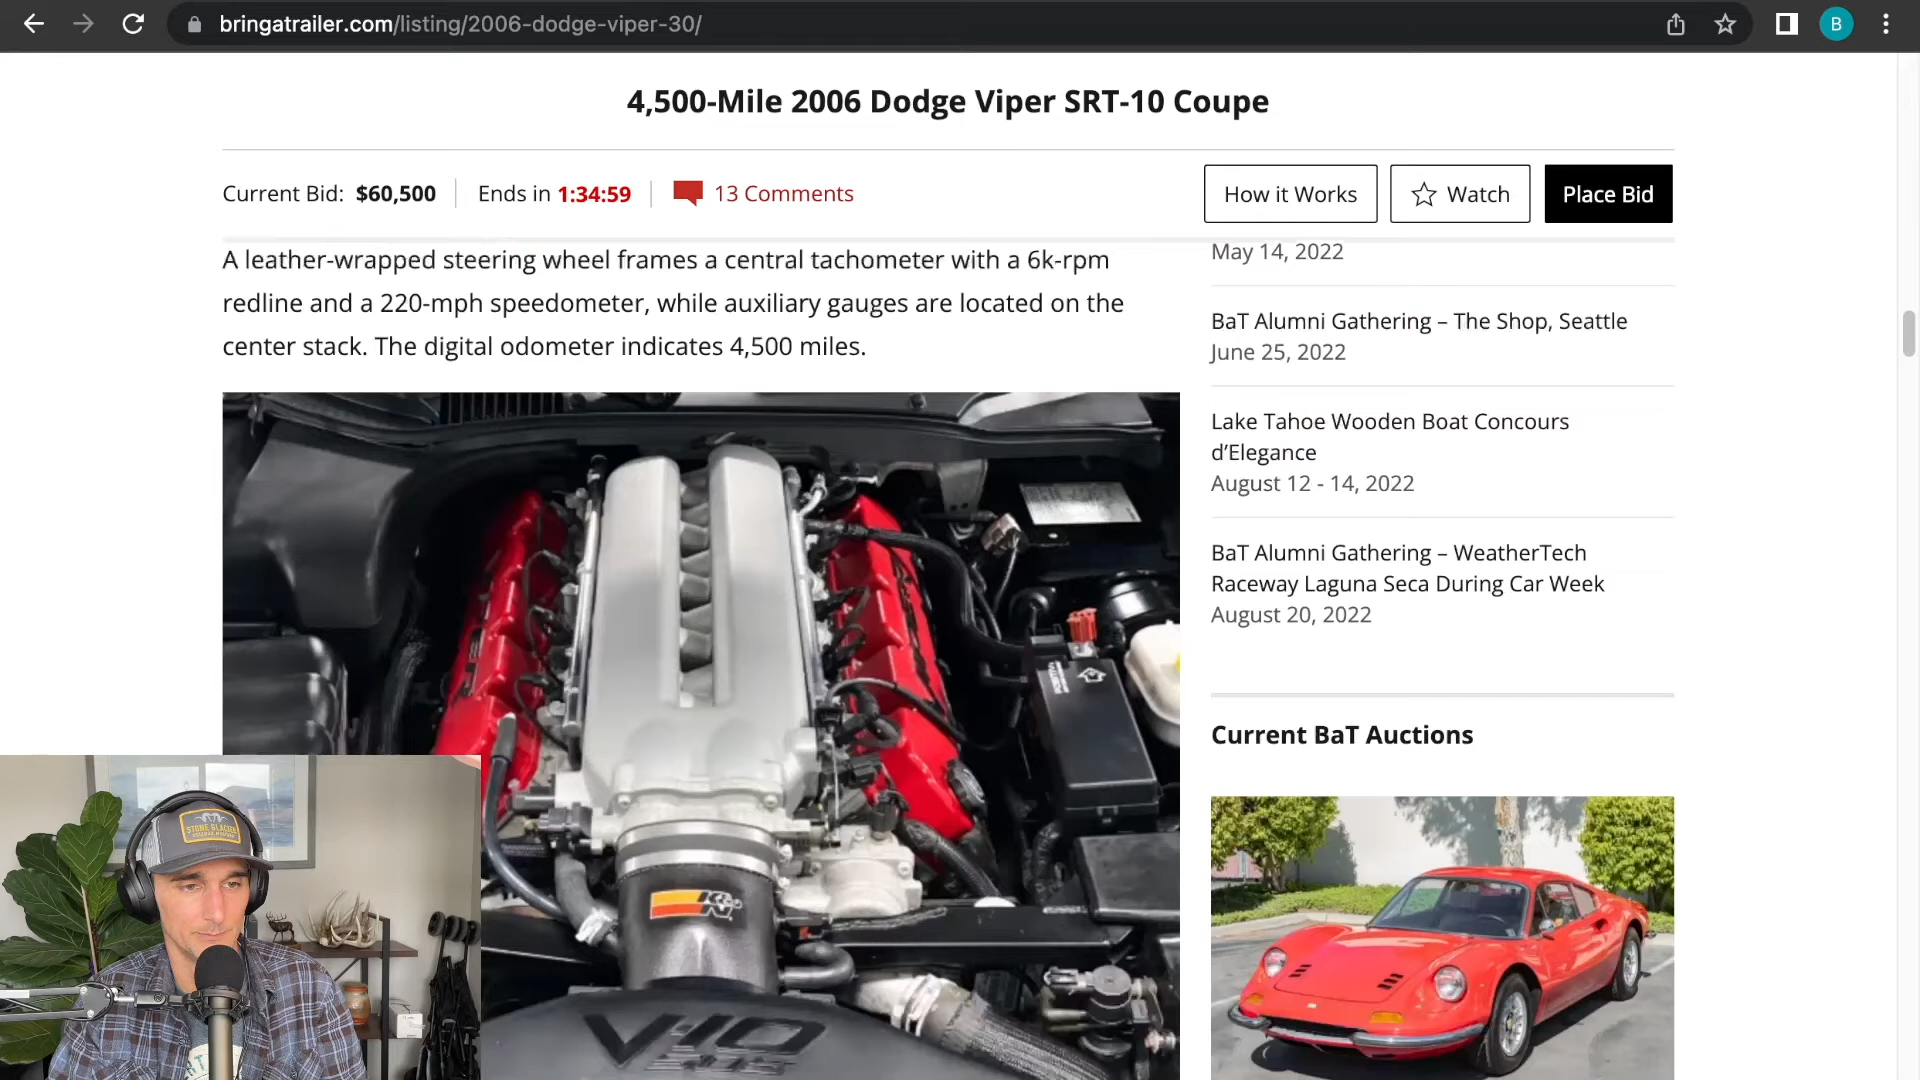 bringatrailer.com/listing/2006-dodge-viper-30/
B
4,500-Mile 2006 Dodge Viper SRT-10 Coupe
Current Bid: $60,500
Ends in 1:34:59
13 Comments
How it Works
Watch
Place Bid
A leather-wrapped steering wheel frames a central tachometer with a 6k-rpm
redline and a 220-mph speedometer, while auxiliary gauges are located on the
center stack. The digital odometer indicates 4,500 miles.
May 14, 2022
BaT Alumni Gathering – The Shop, Seattle
June 25, 2022
Lake Tahoe Wooden Boat Concours
d’Elegance
August 12 - 14, 2022
BaT Alumni Gathering – WeatherTech
Raceway Laguna Seca During Car Week
August 20, 2022
Current BaT Auctions
K&N
V-10
STONE GLACIER